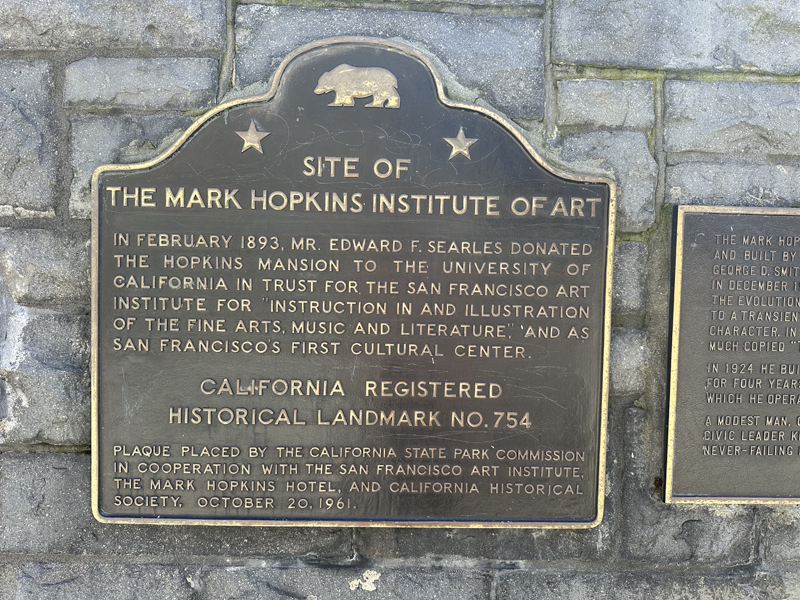 SITE OF
THE MARK HOPKINS INSTITUTE OF ART
IN FEBRUARY 1893, MR. EDWARD F. SEARLES DONATED
THE HOPKINS MANSION TO THE UNIVERSITY OF
CALIFORNIA IN TRUST FOR THE SAN FRANCISCO ART
INSTITUTE FOR "INSTRUCTION IN AND ILLUSTRATION
OF THE FINE ARTS, MUSIC AND LITERATURE," AND AS
SAN FRANCISCO'S FIRST CULTURAL CENTER.
CALIFORNIA REGISTERED
HISTORICAL LANDMARK NO. 754
PLAQUE PLACED BY THE CALIFORNIA STATE PARK COMMISSION
IN COOPERATION WITH THE SAN FRANCISCO ART INSTITUTE,
THE MARK HOPKINS HOTEL, AND CALIFORNIA HISTORICAL
SOCIETY, OCTOBER 20, 1961.
THE MARK HOP
AND BUILT BY
GEORGE D. SMIT
IN DECEMBER 1
THE EVOLUTION
TO A TRANSIEN
CHARACTER. IN
MUCH COPIED "T
IN 1924 HE BUI
FOR FOUR YEAR
WHICH HE OPERA
A MODEST MAN,
CIVIC LEADER K
NEVER-FAILING